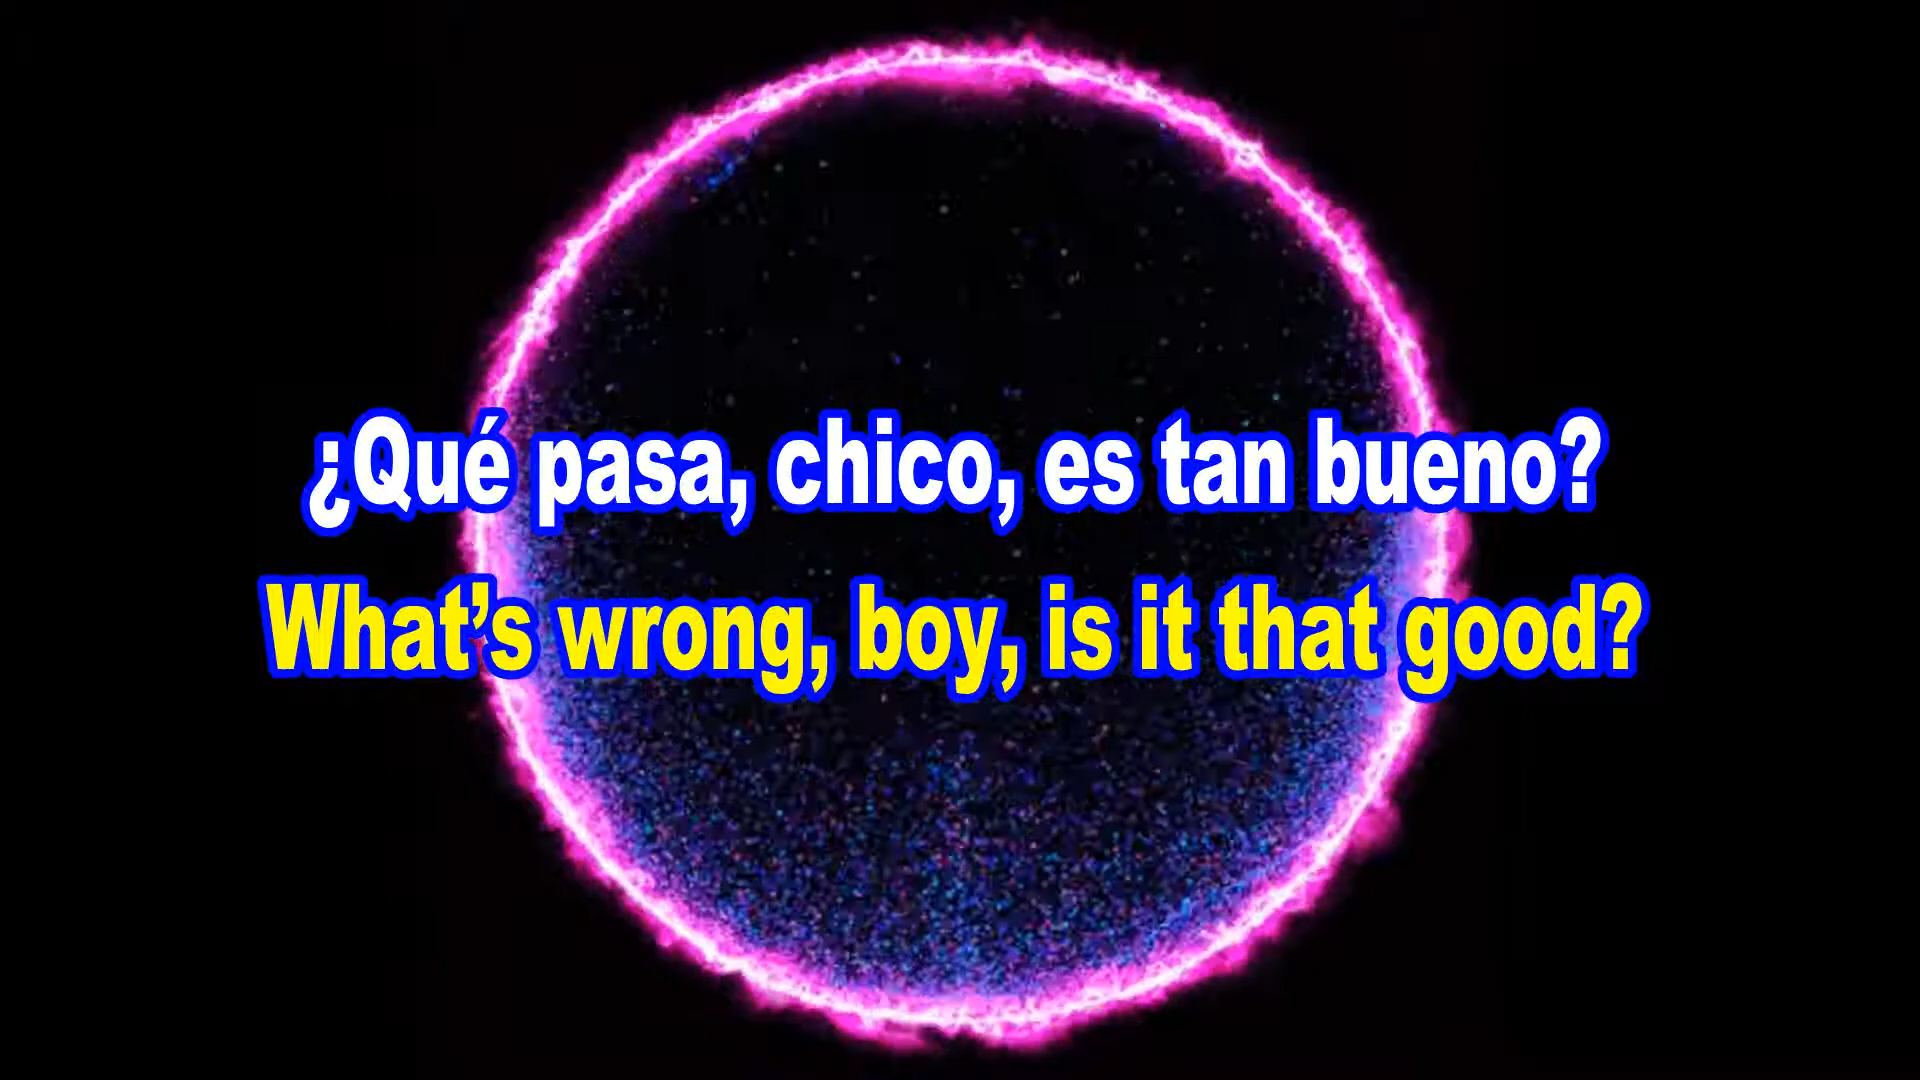 ¿Qué pasa, chico, es tan bueno?
What’s wrong, boy, is it that good?